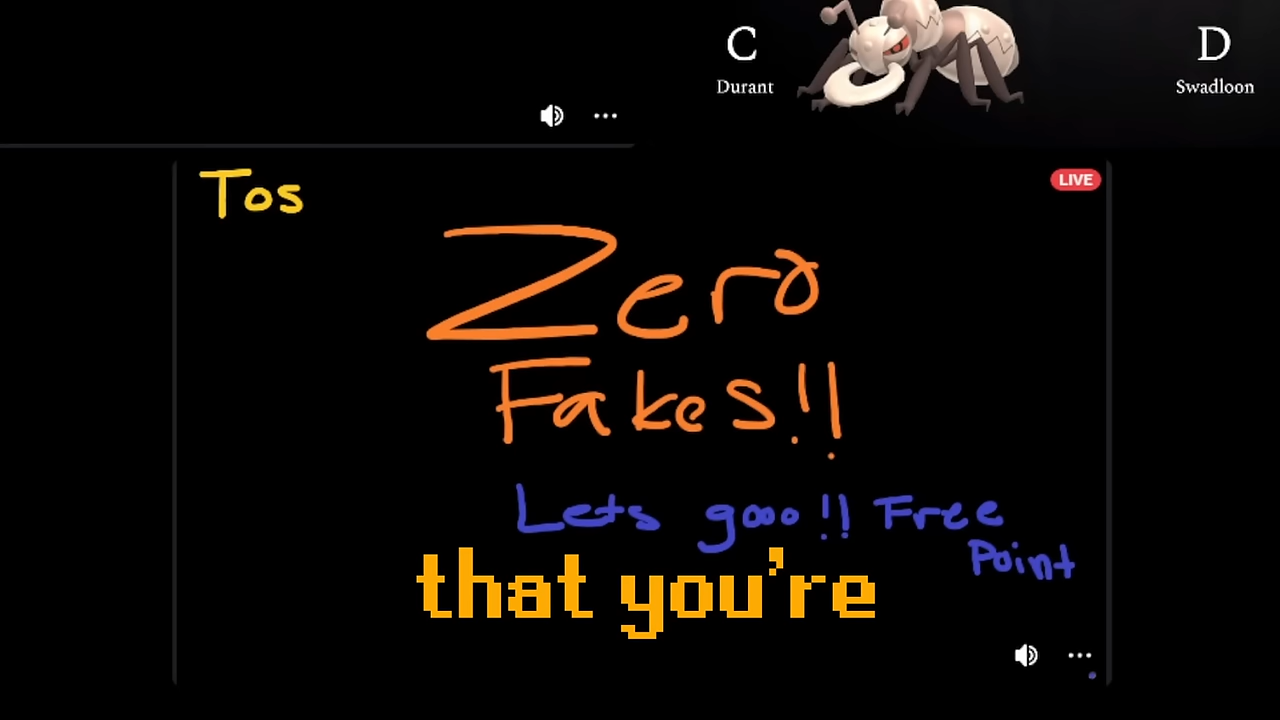 C
Durant
D
Swadloon
Tos
LIVE
Zero
Fakes!!
Lets gooo!! Free
Point
that you're